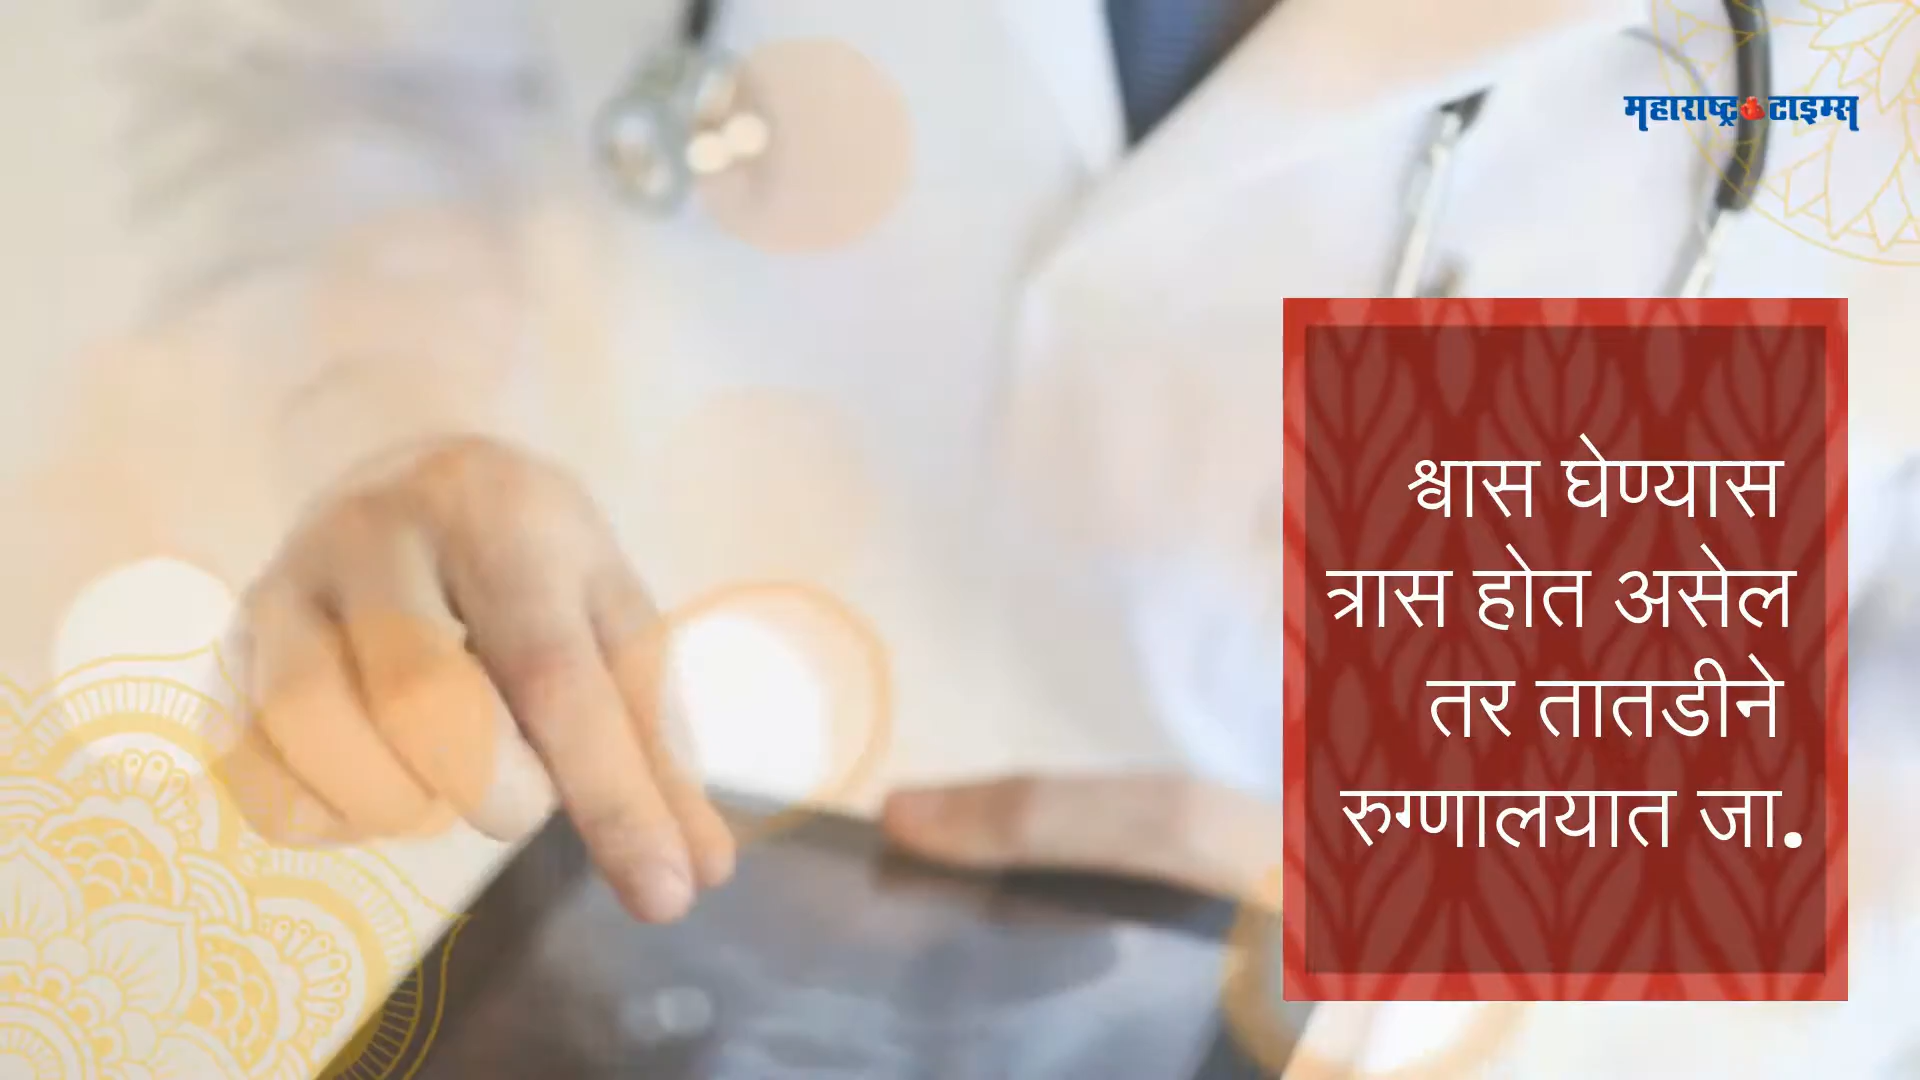 महाराष्ट्र टाइम्स
श्वास घेण्यास
त्रास होत असेल
तर तातडीने
रुग्णालयात जा.